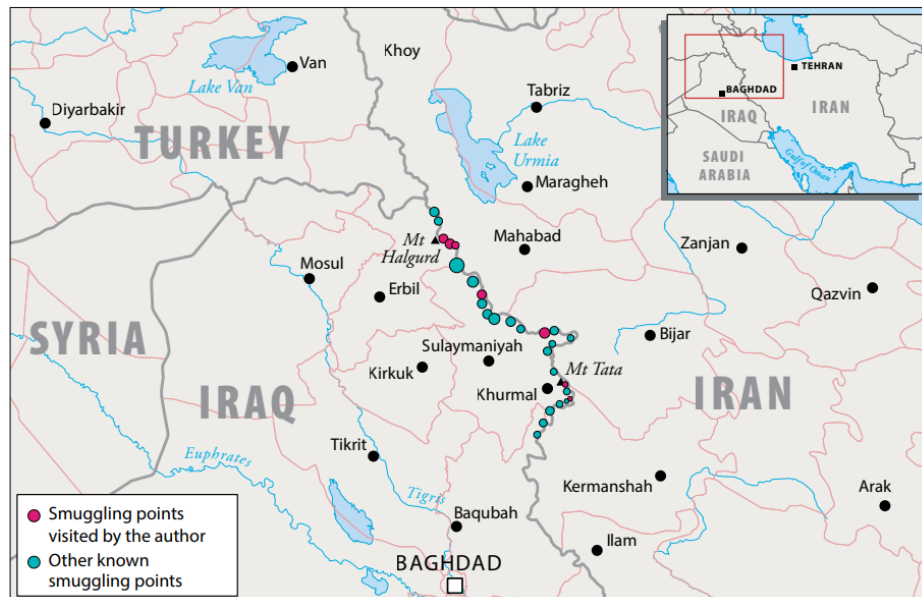 Khoy
Van
Lake Van
Tabriz
Diyarbakir
TURKEY
Lake
Urmia
Maragheh
Mt
Halgurd
Mahabad
Zanjan
Mosul
Erbil
Qazvin
SYRIA
Sulaymaniyah
Bijar
Kirkuk
Mt Tata
Khurmal
IRAQ
IRAN
Tikrit
Euphrates
Kermanshah
Arak
Tigris
Baqubah
Ilam
BAGHDAD
Smuggling points
visited by the author
Other known
smuggling points
TEHRAN
BAGHDAD
IRAQ
IRAN
SAUDI
ARABIA
Gulf of Oman